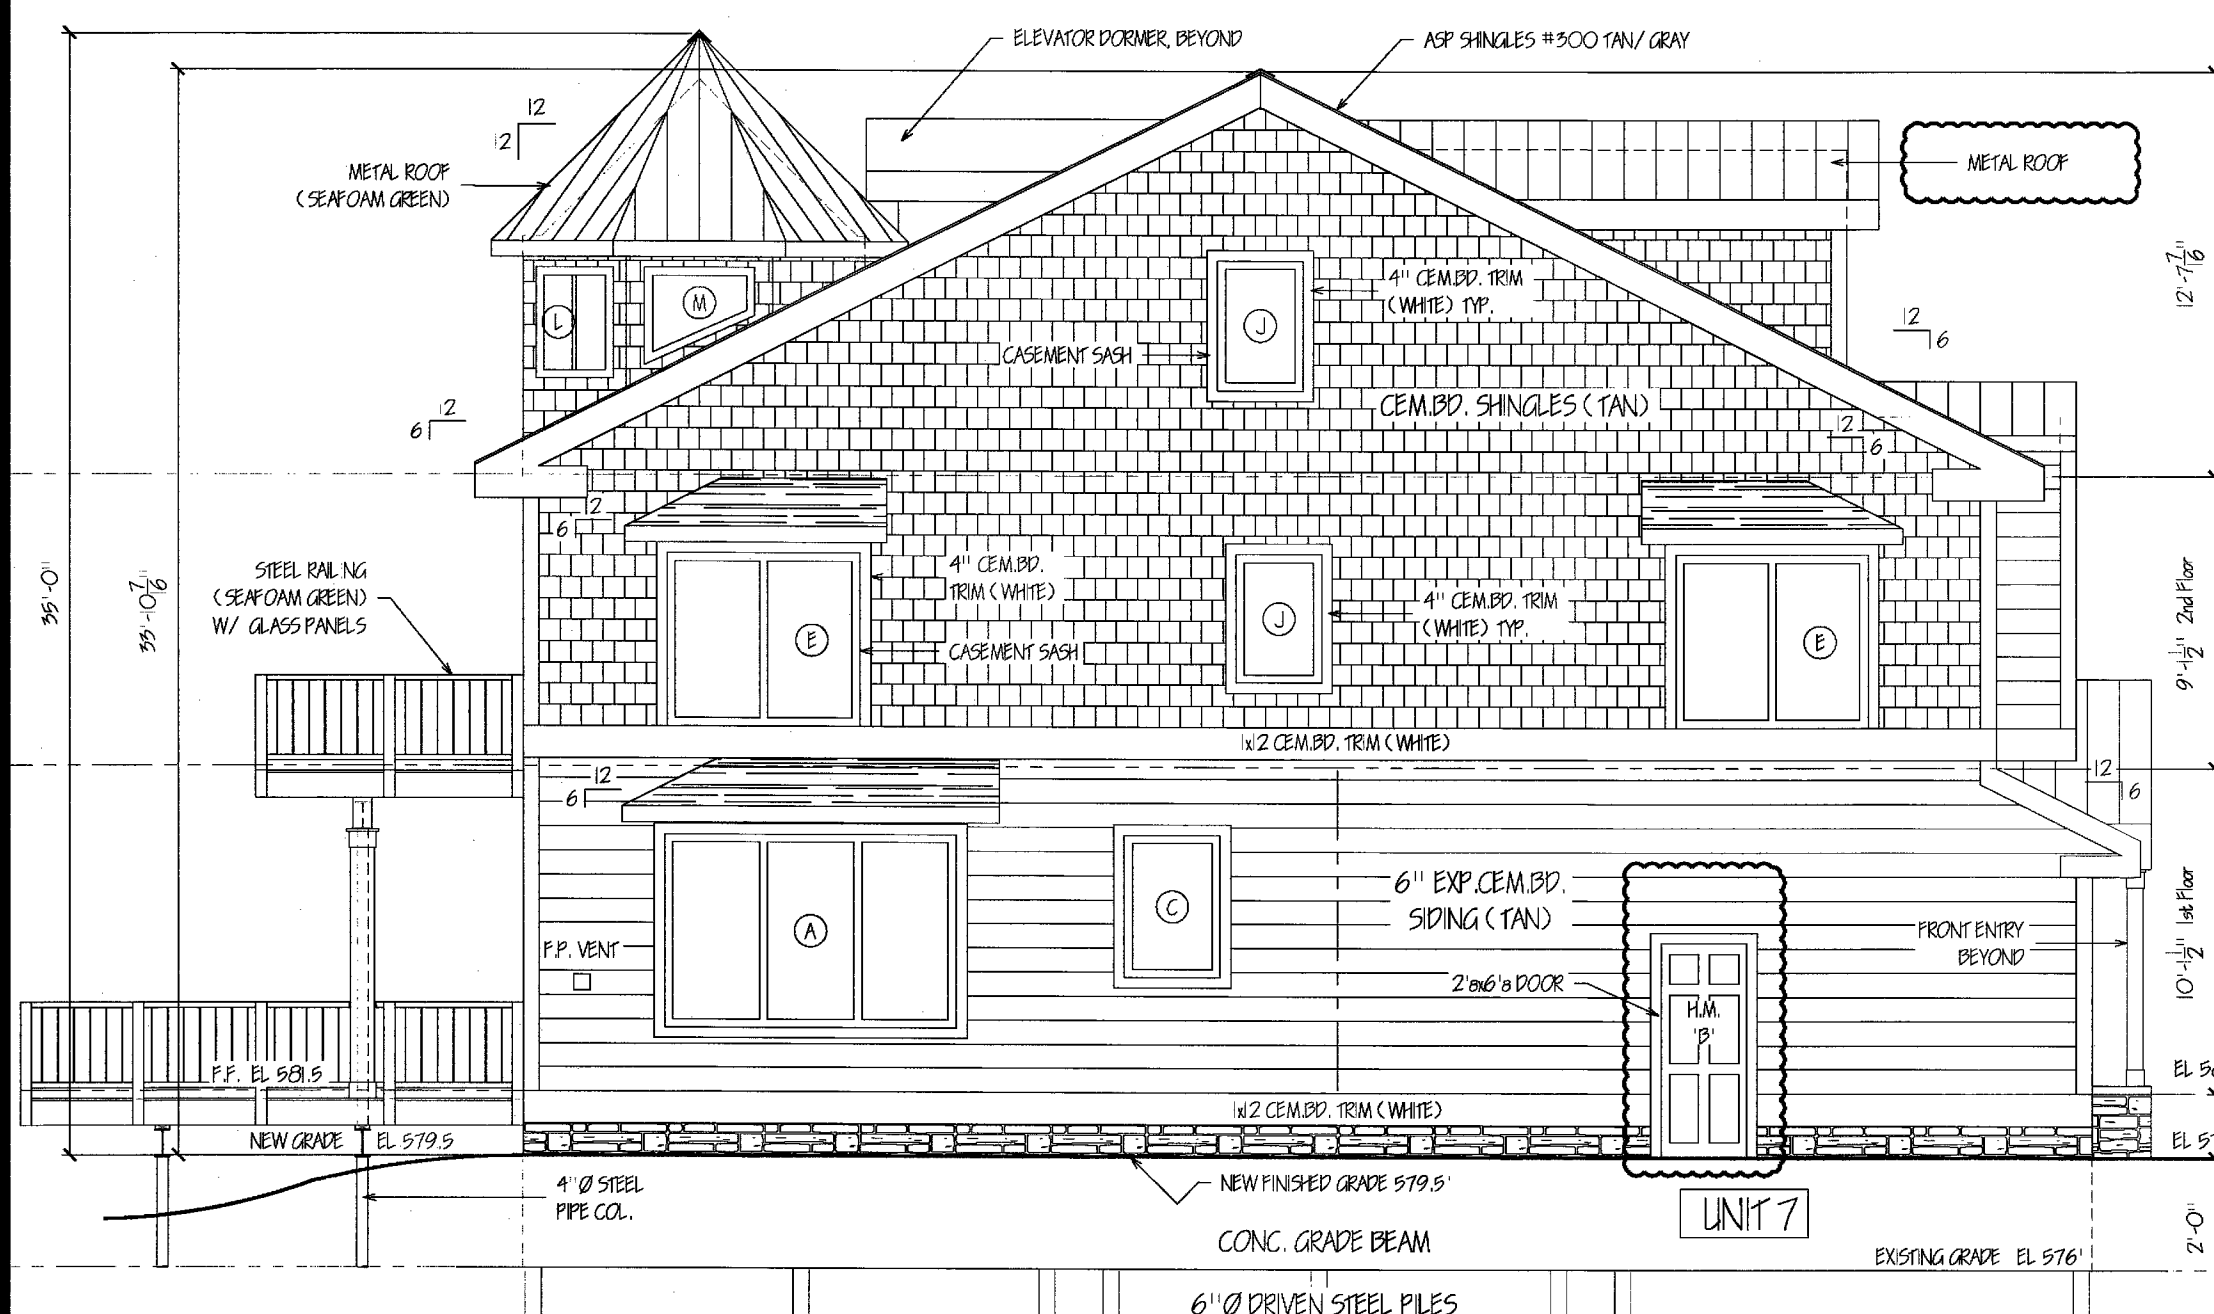 ELEVATOR DORMER, BEYOND
ASP SHINGLES #300 TAN/ GRAY
12
12
METAL ROOF
(SEAFOAM GREEN)
METAL ROOF
12'-7 7/16"
L
M
J
4" CEM.BD. TRIM
(WHITE) TYP.
CASEMENT SASH
12
6
CEM.BD. SHINGLES (TAN)
12
6
12
6
12
6
35'-0"
33'-10 7/16"
STEEL RAILING
(SEAFOAM GREEN)
W/ GLASS PANELS
4" CEM.BD.
TRIM (WHITE)
E
CASEMENT SASH
J
4" CEM.BD. TRIM
(WHITE) TYP.
E
9'-1 1/2" 2nd Floor
1x12 CEM.BD. TRIM (WHITE)
12
6
12
6
A
C
6" EXP.CEM.BD.
SIDING (TAN)
F.P. VENT
2'8x6'8 DOOR
H.M.
'B'
FRONT ENTRY
BEYOND
10'-1 1/2" 1st Floor
F.F. EL 581.5
1x12 CEM.BD. TRIM (WHITE)
NEW GRADE EL 579.5
EL
EL
4" Ø STEEL
PIPE COL.
NEW FINISHED GRADE 579.5'
UNIT 7
CONC. GRADE BEAM
2'-0"
EXISTING GRADE EL 576'
6" Ø DRIVEN STEEL PILES